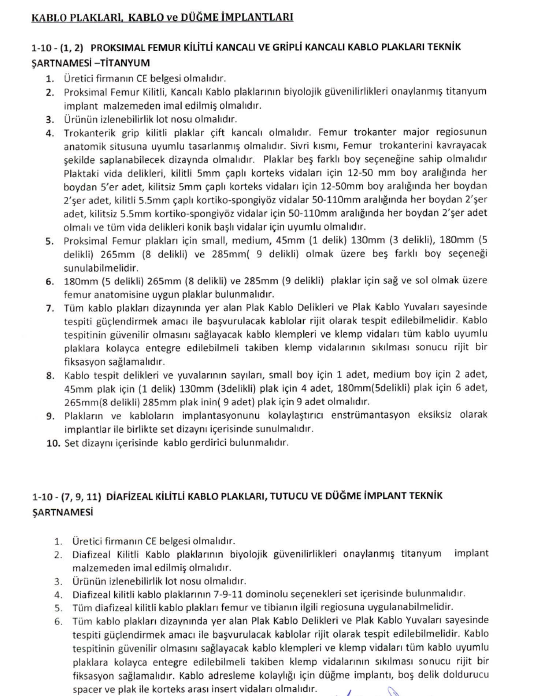 KABLO PLAKLARI, KABLO ve DÜĞME İMPLANTLARI
1-10 - (1, 2) PROKSIMAL FEMUR KİLİTLİ KANCALI VE GRİPLİ KANCALI KABLO PLAKLARI TEKNİK
ŞARTNAMESİ –TİTANYUM
1. Üretici firmanın CE belgesi olmalıdır.
2. Proksimal Femur Kilitli, Kancalı Kablo plaklarının biyolojik güvenilirlikleri onaylanmış titanyum
implant malzemeden imal edilmiş olmalıdır.
3. Ürünün izlenebilirlik lot nosu olmalıdır.
4. Trokanterik grip kilitli plaklar çift kancalı olmalıdır. Femur trokanter major regiosunun
anatomik situsuna uyumlu tasarlanmış olmalıdır. Sivri kısmı, Femur trokanterini kavrayacak
şekilde saplanabilecek dizaynda olmalıdır. Plaklar beş farklı boy seçeneğine sahip olmalıdır
Plaktaki vida delikleri, kilitli 5mm çaplı korteks vidaları için 12-50 mm boy aralığında her
boydan 5'er adet, kilitsiz 5mm çaplı korteks vidaları için 12-50mm boy aralığında her boydan
2'şer adet, kilitli 5.5mm çaplı kortiko-spongiyöz vidalar 50-110mm aralığında her boydan 2'şer
adet, kilitsiz 5.5mm kortiko-spongiyöz vidalar için 50-110mm aralığında her boydan 2'şer adet
olmalı ve tüm vida delikleri konik başlı vidalar için uyumlu olmalıdır.
5. Proksimal Femur plakları için small, medium, 45mm (1 delik) 130mm (3 delikli), 180mm (5
delikli) 265mm (8 delikli) ve 285mm( 9 delikli) olmak üzere beş farklı boy seçeneği
sunulabilmelidir.
6. 180mm (5 delikli) 265mm (8 delikli) ve 285mm (9 delikli) plaklar için sağ ve sol olmak üzere
femur anatomisine uygun plaklar bulunmalıdır.
7. Tüm kablo plakları dizaynında yer alan Plak Kablo Delikleri ve Plak Kablo Yuvaları sayesinde
tespiti güçlendirmek amacı ile başvurulacak kablolar rijit olarak tespit edilebilmelidir. Kablo
tespitinin güvenilir olmasını sağlayacak kablo klempleri ve klemp vidaları tüm kablo uyumlu
plaklara kolayca entegre edilebilmeli takiben klemp vidalarının sıkılması sonucu rijit bir
fiksasyon sağlamalıdır.
8. Kablo tespit delikleri ve yuvalarının sayıları, small boy için 1 adet, medium boy için 2 adet,
45mm plak için (1 delik) 130mm (3delikli) plak için 4 adet, 180mm(5delikli) plak için 6 adet,
265mm(8 delikli) 285mm plak inin( 9 adet) plak için 9 adet olmalıdır.
9. Plakların ve kabloların implantasyonunu kolaylaştırıcı enstrümantasyon eksiksiz olarak
implantlar ile birlikte set dizaynı içerisinde sunulmalıdır.
10. Set dizaynı içerisinde kablo gerdirici bulunmalıdır.
1-10 - (7, 9, 11) DİAFİZEAL KİLİTLİ KABLO PLAKLARI, TUTUCU VE DÜĞME İMPLANT TEKNİK
ŞARTNAMESİ
1. Üretici firmanın CE belgesi olmalıdır.
2. Diafizeal Kilitli Kablo plaklarının biyolojik güvenilirlikleri onaylanmış titanyum implant
malzemeden imal edilmiş olmalıdır.
3. Ürünün izlenebilirlik lot nosu olmalıdır.
4. Diafizeal kilitli kablo plaklarının 7-9-11 dominolu seçenekleri set içerisinde bulunmalıdır.
5. Tüm diafizeal kilitli kablo plakları femur ve tibianın ilgili regiosuna uygulanabilmelidir.
6. Tüm kablo plakları dizaynında yer alan Plak Kablo Delikleri ve Plak Kablo Yuvaları sayesinde
tespiti güçlendirmek amacı ile başvurulacak kablolar rijit olarak tespit edilebilmelidir. Kablo
tespitinin güvenilir olmasını sağlayacak kablo klempleri ve klemp vidaları tüm kablo uyumlu
plaklara kolayca entegre edilebilmeli takiben klemp vidalarının sıkılması sonucu rijit bir
fiksasyon sağlamalıdır. Kablo adresleme kolaylığı için düğme implantı, boş delik doldurucu
spacer ve plak ile korteks arası insert vidaları olmalıdır.